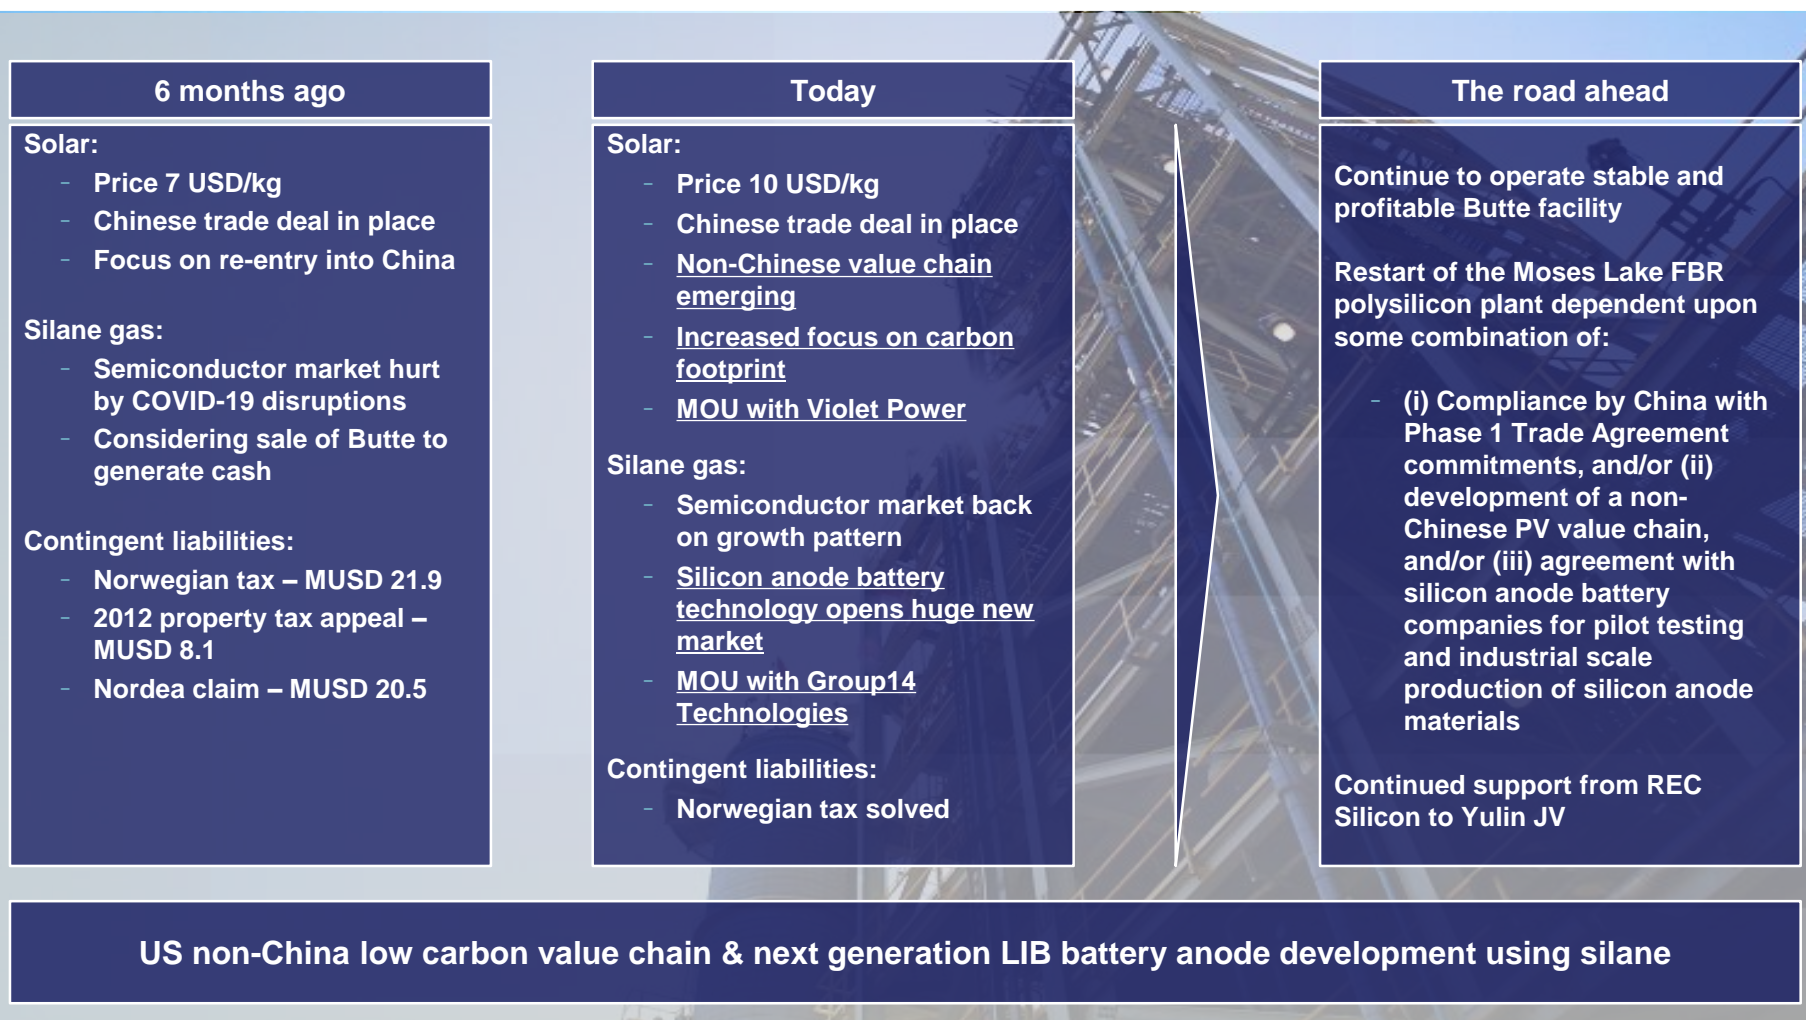 6 months ago
Solar:
- Price 7 USD/kg
- Chinese trade deal in place
- Focus on re-entry into China
Silane gas:
- Semiconductor market hurt
by COVID-19 disruptions
- Considering sale of Butte to
generate cash
Contingent liabilities:
- Norwegian tax – MUSD 21.9
- 2012 property tax appeal –
MUSD 8.1
- Nordea claim – MUSD 20.5
Today
Solar:
- Price 10 USD/kg
- Chinese trade deal in place
- Non-Chinese value chain
emerging
- Increased focus on carbon
footprint
- MOU with Violet Power
Silane gas:
- Semiconductor market back
on growth pattern
- Silicon anode battery
technology opens huge new
market
- MOU with Group14
Technologies
Contingent liabilities:
- Norwegian tax solved
The road ahead
Continue to operate stable and
profitable Butte facility
Restart of the Moses Lake FBR
polysilicon plant dependent upon
some combination of:
- (i) Compliance by China with
Phase 1 Trade Agreement
commitments, and/or (ii)
development of a non-
Chinese PV value chain,
and/or (iii) agreement with
silicon anode battery
companies for pilot testing
and industrial scale
production of silicon anode
materials
Continued support from REC
Silicon to Yulin JV
US non-China low carbon value chain & next generation LIB battery anode development using silane